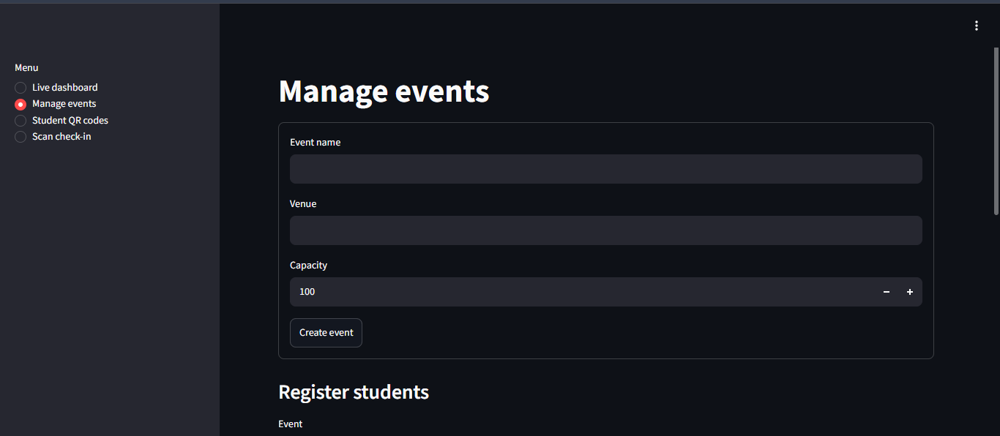 Menu
Live dashboard
Manage events
Student QR codes
Scan check-in
Manage events
Event name
Venue
Capacity
100
Create event
Register students
Event